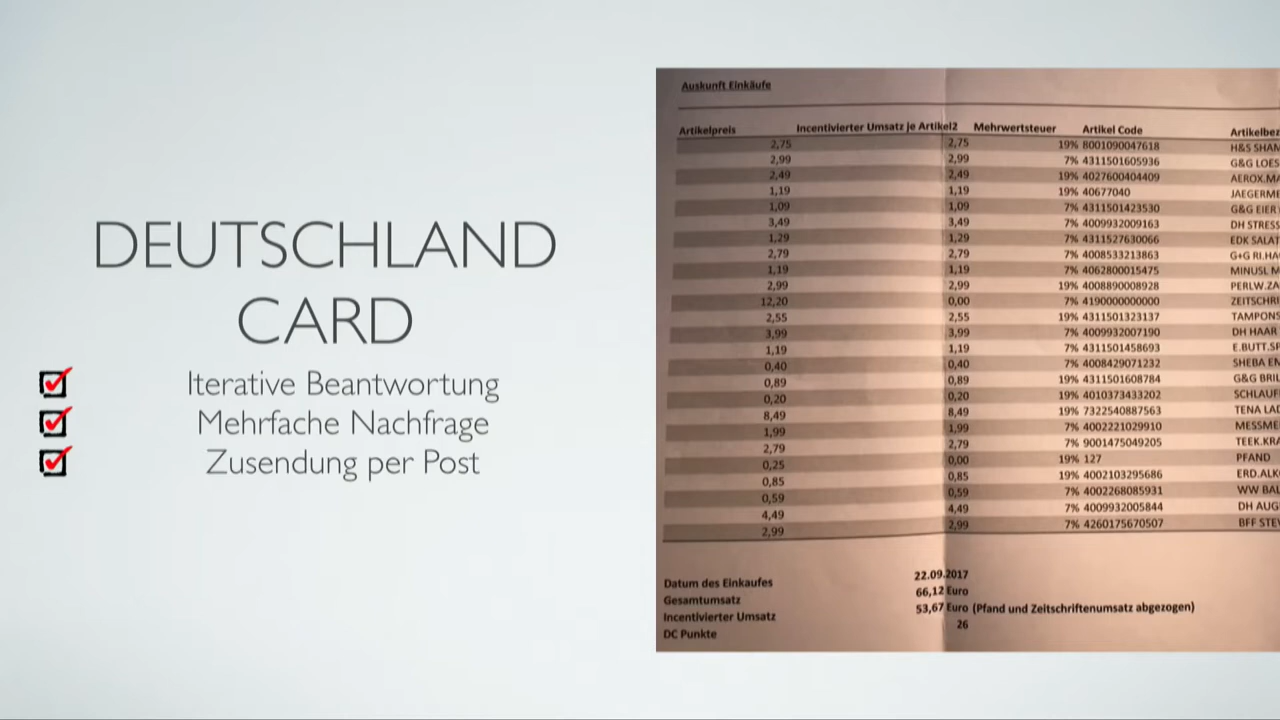 DEUTSCHLAND
CARD
Iterative Beantwortung
Mehrfache Nachfrage
Zusendung per Post
Auskunft Einkäufe
Artikelpreis Incentivierter Umsatz je Artikel2 Mehrwertsteuer Artikel Code Artikelbez
2,75 2,75 19% 8001090047618 H&S SHAM
2,99 2,99 7% 4311501605936 G&G LOES
2,49 2,49 19% 4027600404409 AEROX.MA
1,19 1,19 19% 40677040 JAEGERME
1,09 1,09 7% 4311501423530 G&G EIER
3,49 3,49 7% 4009932009163 DH STRESS
1,29 1,29 7% 4311527630066 EDK SALAT
2,79 2,79 7% 4008533213863 G+G RI.HA
1,19 1,19 7% 4062800015475 MINUSL M
2,99 2,99 19% 4008890008928 PERLW.ZA
12,20 0,00 7% 4190000000000 ZEITSCHRI
2,55 2,55 19% 4311501323137 TAMPONS
3,99 3,99 7% 4009932007190 DH HAAR
1,19 1,19 7% 4311501458693 E.BUTT.SP
0,40 0,40 7% 4008429071232 SHEBA EN
0,89 0,89 19% 4311501608784 G&G BRIL
0,20 0,20 19% 4010373433202 SCHLAUF
8,49 8,49 19% 7322540887563 TENA LAD
1,99 1,99 7% 4002221029910 MESSME
2,79 2,79 7% 9001475049205 TEEK.KRÄ
0,25 0,00 19% 127 PFAND
0,85 0,85 19% 4002103295686 ERD.ALK
0,59 0,59 7% 4002268085931 WW BAL
4,49 4,49 7% 4009932005844 DH AUG
2,99 2,99 7% 4260175670507 BFF STE
Datum des Einkaufes 22.09.2017
Gesamtumsatz 66,12 Euro
Incentivierter Umsatz 53,67 Euro (Pfand und Zeitschriftenumsatz abgezogen)
DC Punkte 26